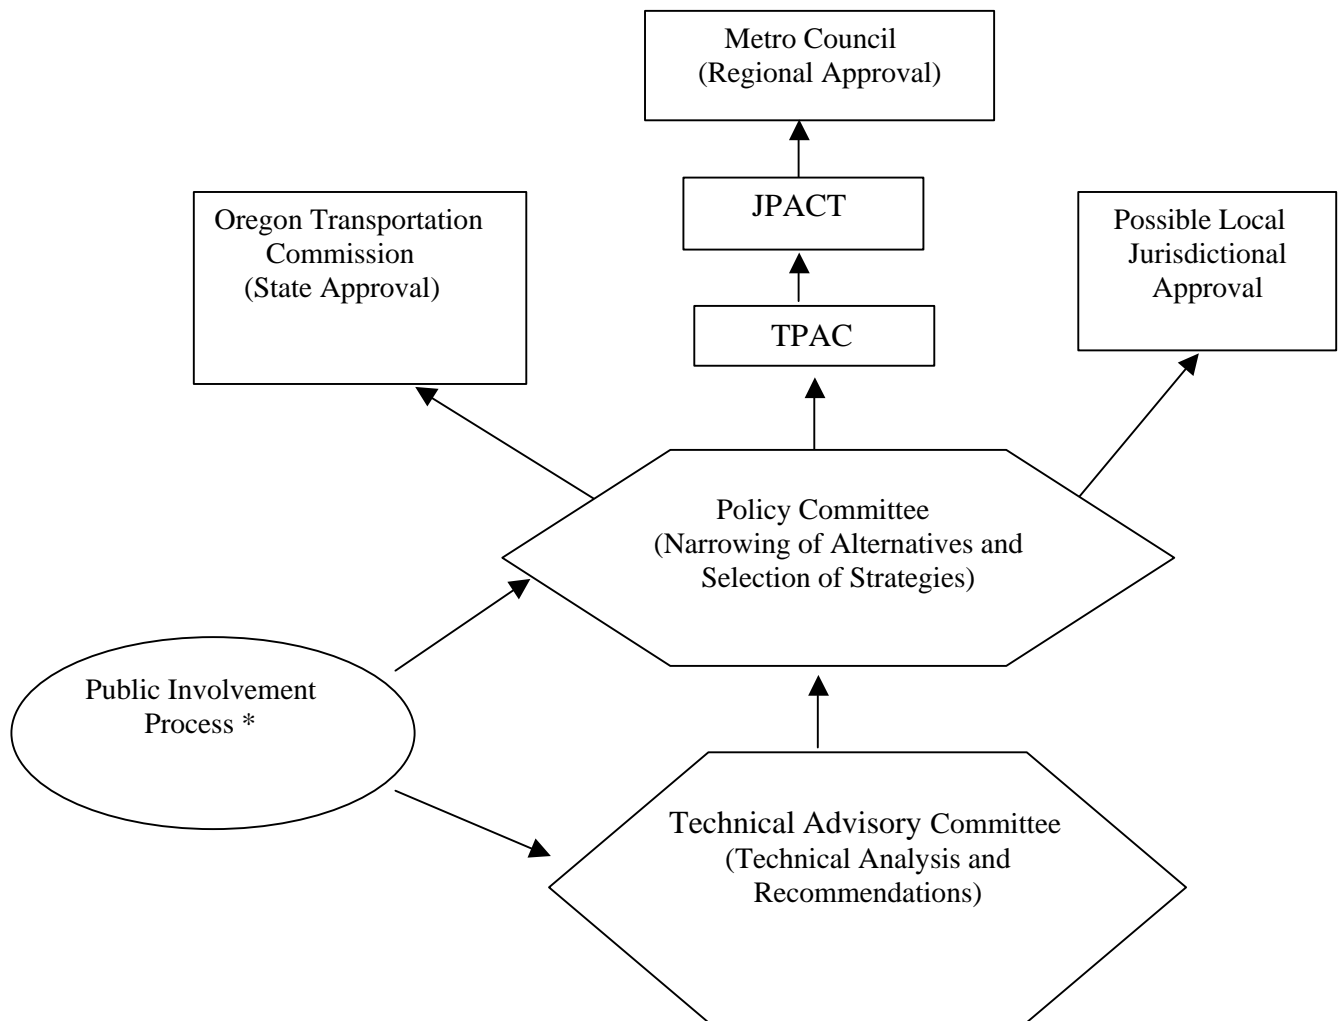 Metro Council
(Regional Approval)
JPACT
Oregon Transportation
Commission
(State Approval)
Possible Local
Jurisdictional
Approval
TPAC
Policy Committee
(Narrowing of Alternatives and
Selection of Strategies)
Public Involvement
Process *
Technical Advisory Committee
(Technical Analysis and
Recommendations)